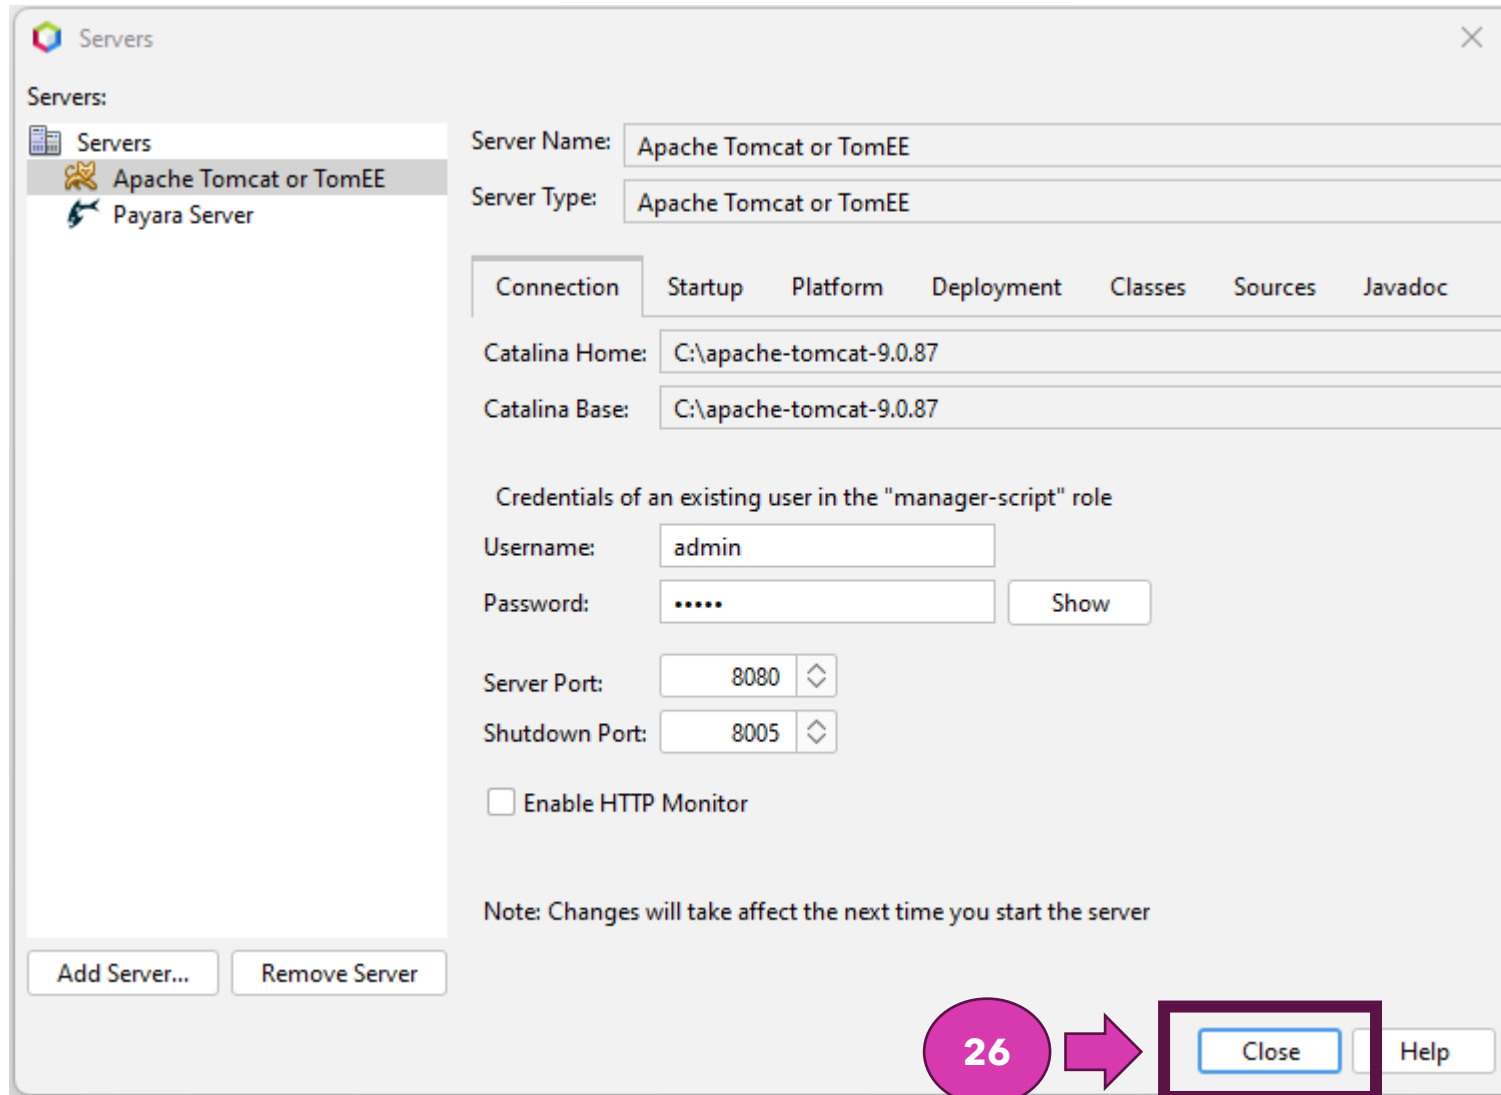 Servers
Servers:
Servers
Apache Tomcat or TomEE
Payara Server
Add Server...
Remove Server
Server Name:
Apache Tomcat or TomEE
Server Type:
Apache Tomcat or TomEE
Connection
Startup
Platform
Deployment
Classes
Sources
Javadoc
Catalina Home:
C:\apache-tomcat-9.0.87
Catalina Base:
C:\apache-tomcat-9.0.87
Credentials of an existing user in the "manager-script" role
Username:
admin
Password:
•••••
Show
Server Port:
8080
Shutdown Port:
8005
Enable HTTP Monitor
Note: Changes will take affect the next time you start the server
26
Close
Help